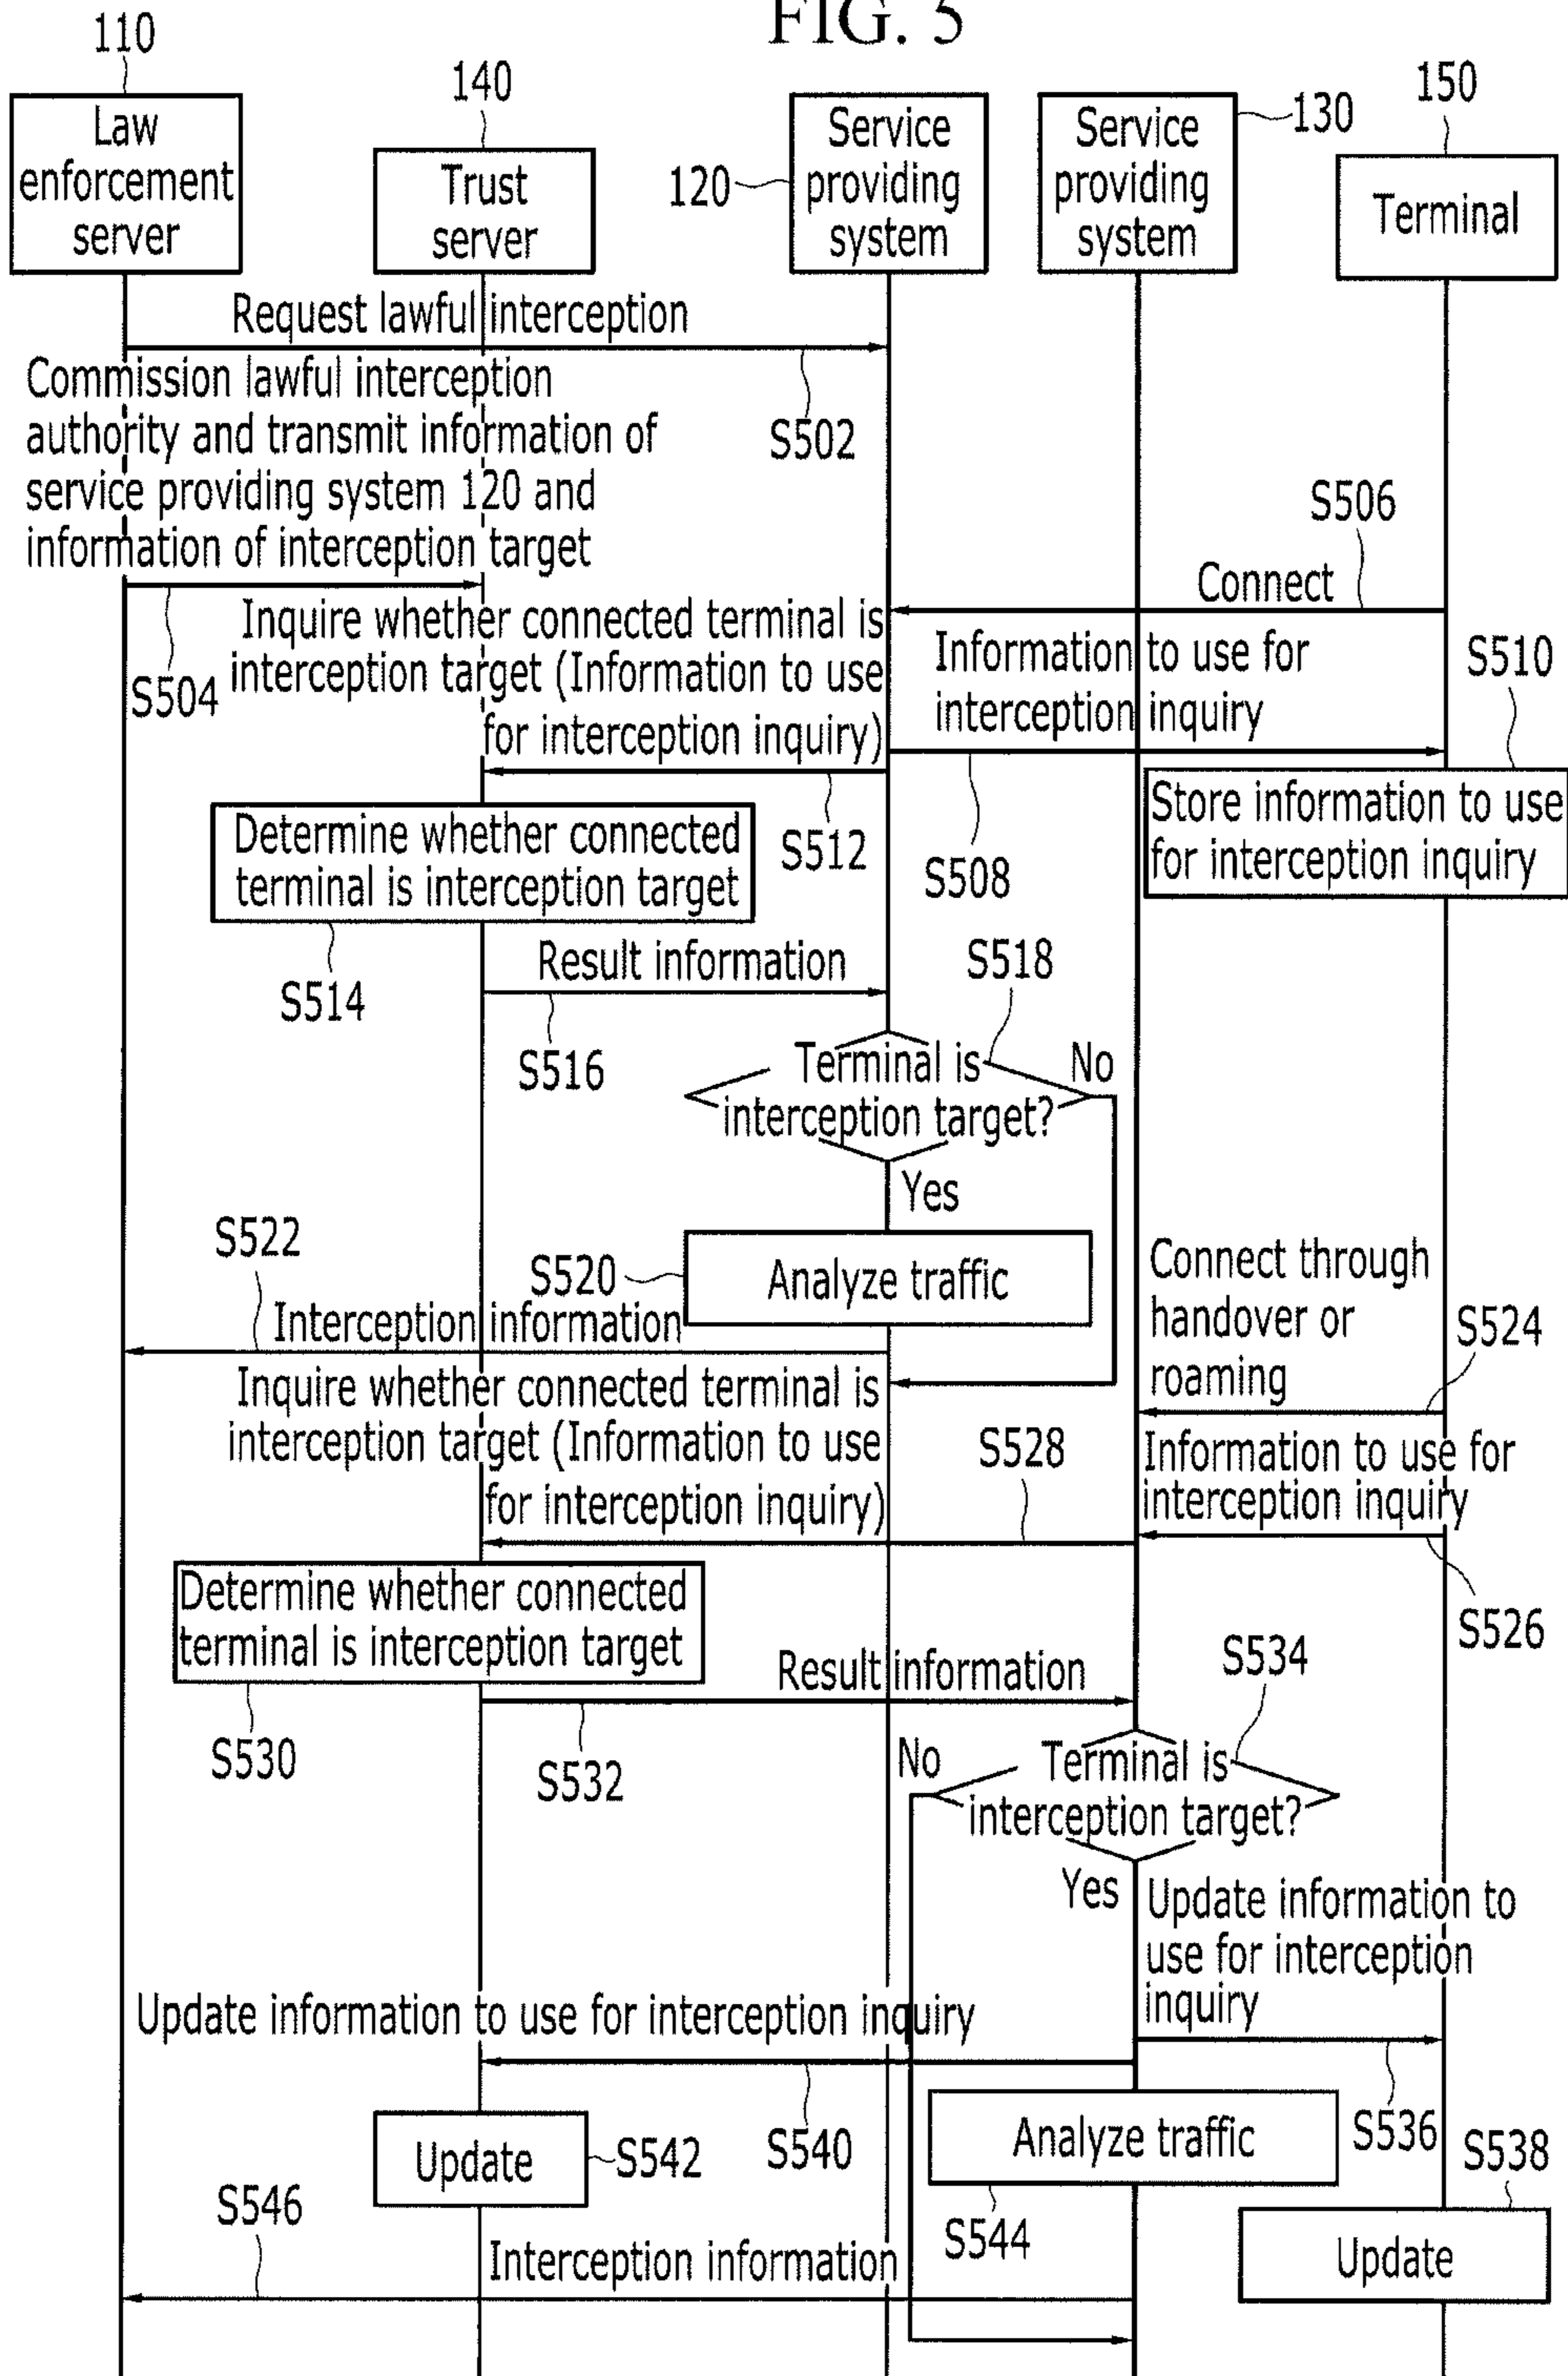 FIG. 5
110
140
120
130
150
Law
enforcement
server
Trust
server
Service
providing
system
Service
providing
system
Terminal
Request lawful interception
S502
Commission lawful interception
authority and transmit information of
service providing system 120 and
information of interception target
S504
S506
Connect
Inquire whether connected terminal is
interception target (Information to use
for interception inquiry)
S512
Information to use for
interception inquiry
S508
S510
Store information to use
for interception inquiry
Determine whether connected
terminal is interception target
S514
Result information
S516
S518
Terminal is
interception target?
No
Yes
S520
Analyze traffic
S522
Interception information
Connect through
handover or
roaming
S524
Inquire whether connected terminal is
interception target (Information to use
for interception inquiry)
S528
Information to use for
interception inquiry
S526
Determine whether connected
terminal is interception target
S530
Result information
S532
S534
Terminal is
interception target?
No
Yes
Update information to
use for interception
inquiry
S536
Update information to use for interception inquiry
S540
Update
S542
Analyze traffic
S544
S538
Update
S546
Interception information